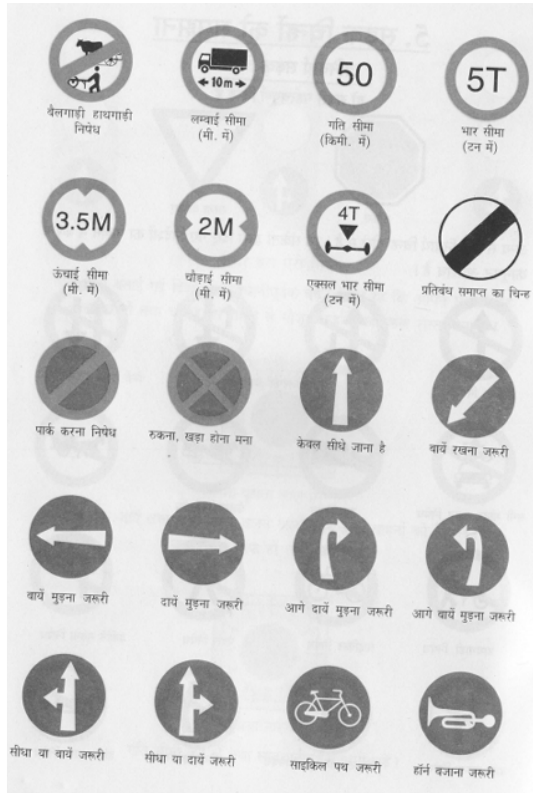 10m
50
5T
बैलगाड़ी हाथगाड़ी
निषेध
लम्बाई सीमा
(मी. में)
गति सीमा
(किमी. में)
भार सीमा
(टन में)
3.5M
2M
4T
ऊंचाई सीमा
(मी. में)
चौड़ाई सीमा
(मी. में)
एक्सल भार सीमा
(टन में)
प्रतिबंध समाप्त का चिन्ह
पार्क करना निषेध
रुकना, खड़ा होना मना
केवल सीधे जाना है
बायें रखना जरूरी
बायें मुड़ना जरूरी
दायें मुड़ना जरूरी
आगे दायें मुड़ना जरूरी
आगे बायें मुड़ना जरूरी
सीधा या बायें जरूरी
सीधा या दायें जरूरी
साइकिल पथ जरूरी
हॉर्न बजाना जरूरी